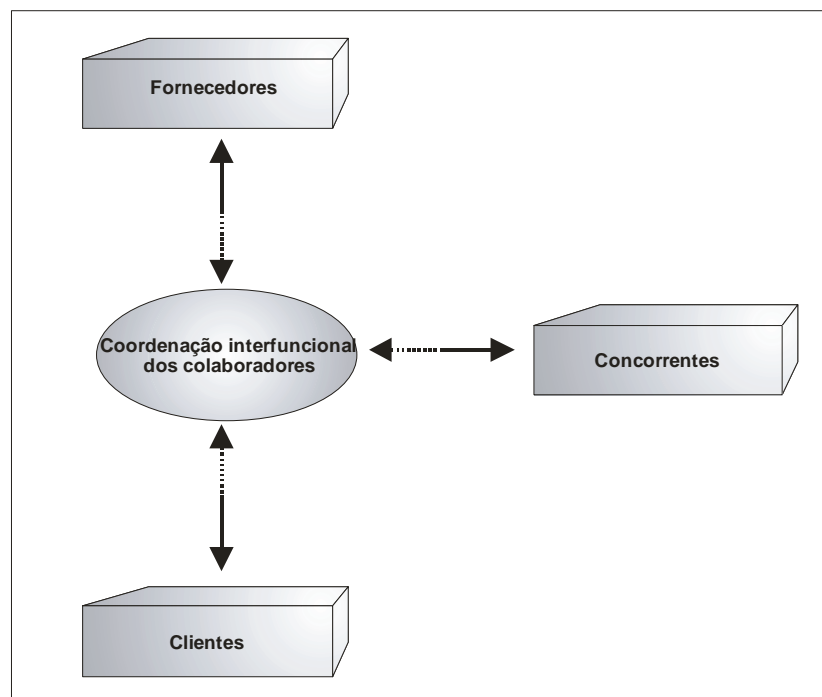 Fornecedores
Coordenação interfuncional
dos colaboradores
Concorrentes
Clientes